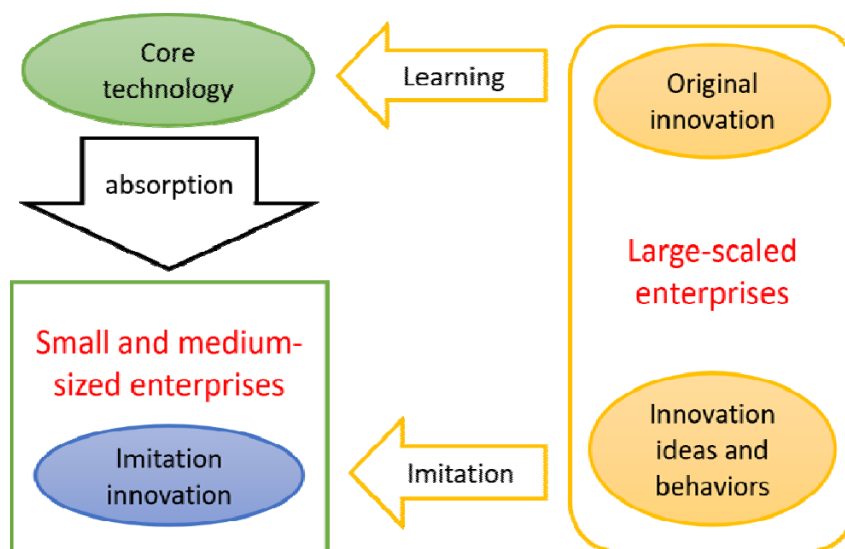 Core
technology
Learning
Original
innovation
absorption
Large-scaled
enterprises
Small and medium-
sized enterprises
Imitation
innovation
Imitation
Innovation
ideas and
behaviors